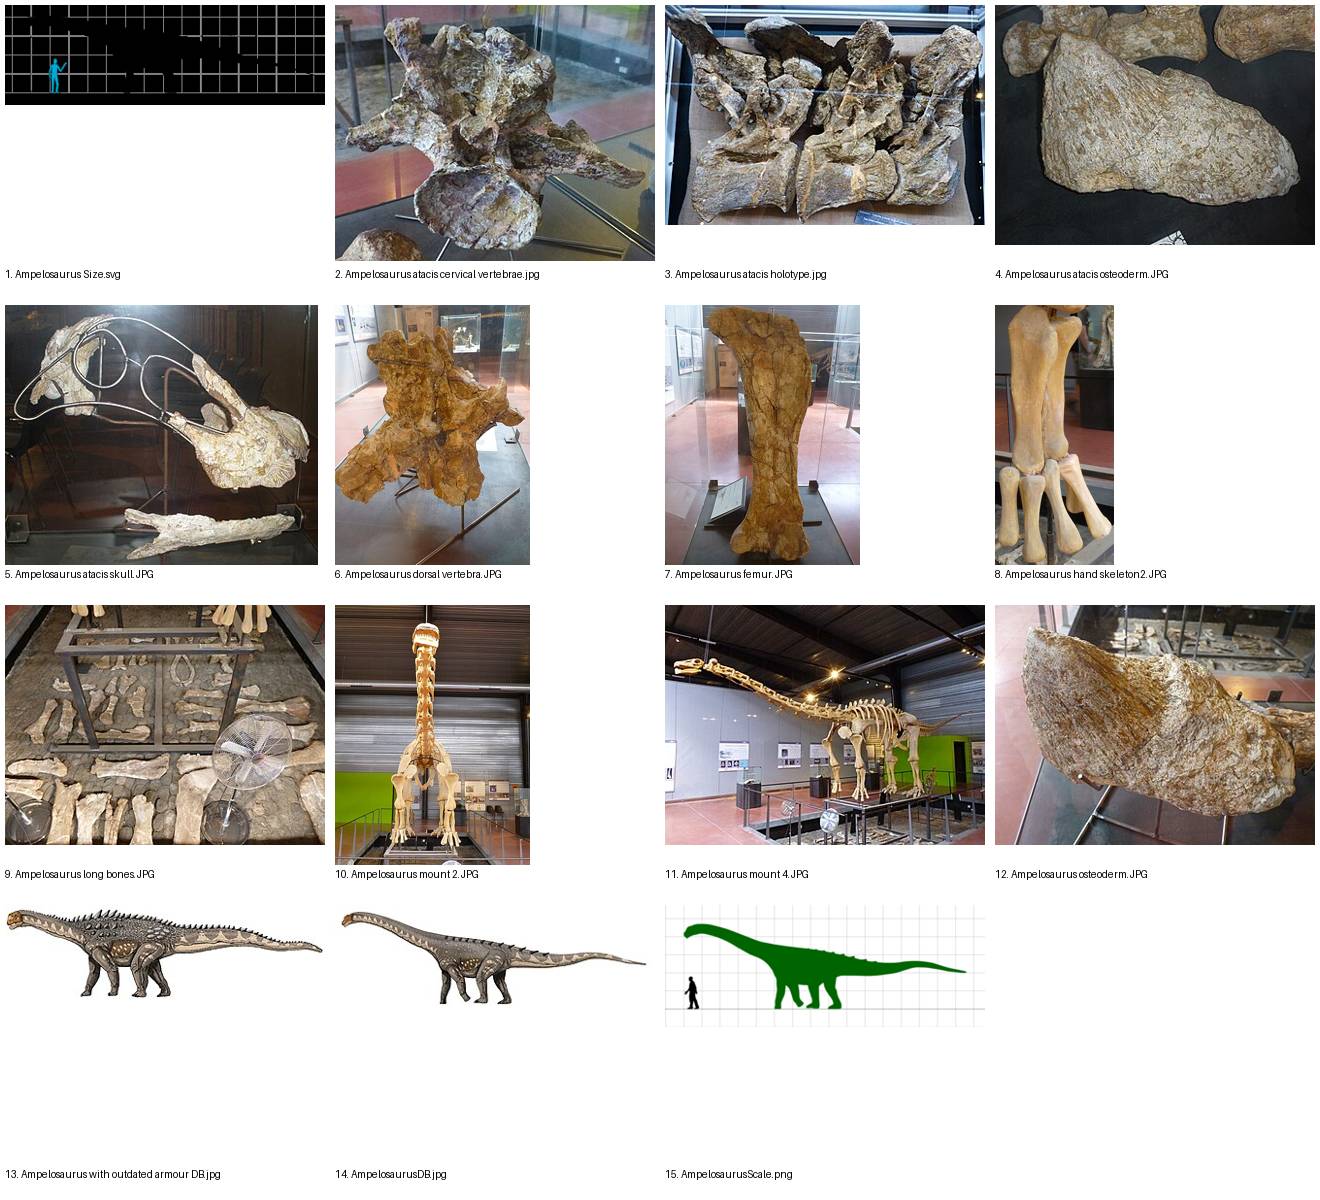 1. Ampelosaurus Size.svg
2. Ampelosaurus atacis cervical vertebrae.jpg
3. Ampelosaurus atacis holotype.jpg
4. Ampelosaurus atacis osteoderm.JPG
5. Ampelosaurus atacis skull.JPG
6. Ampelosaurus dorsal vertebra.JPG
7. Ampelosaurus femur.JPG
8. Ampelosaurus hand skeleton2.JPG
9. Ampelosaurus long bones.JPG
10. Ampelosaurus mount 2.JPG
11. Ampelosaurus mount 4.JPG
12. Ampelosaurus osteoderm.JPG
13. Ampelosaurus with outdated armour DB.jpg
14. AmpelosaurusDB.jpg
15. AmpelosaurusScale.png